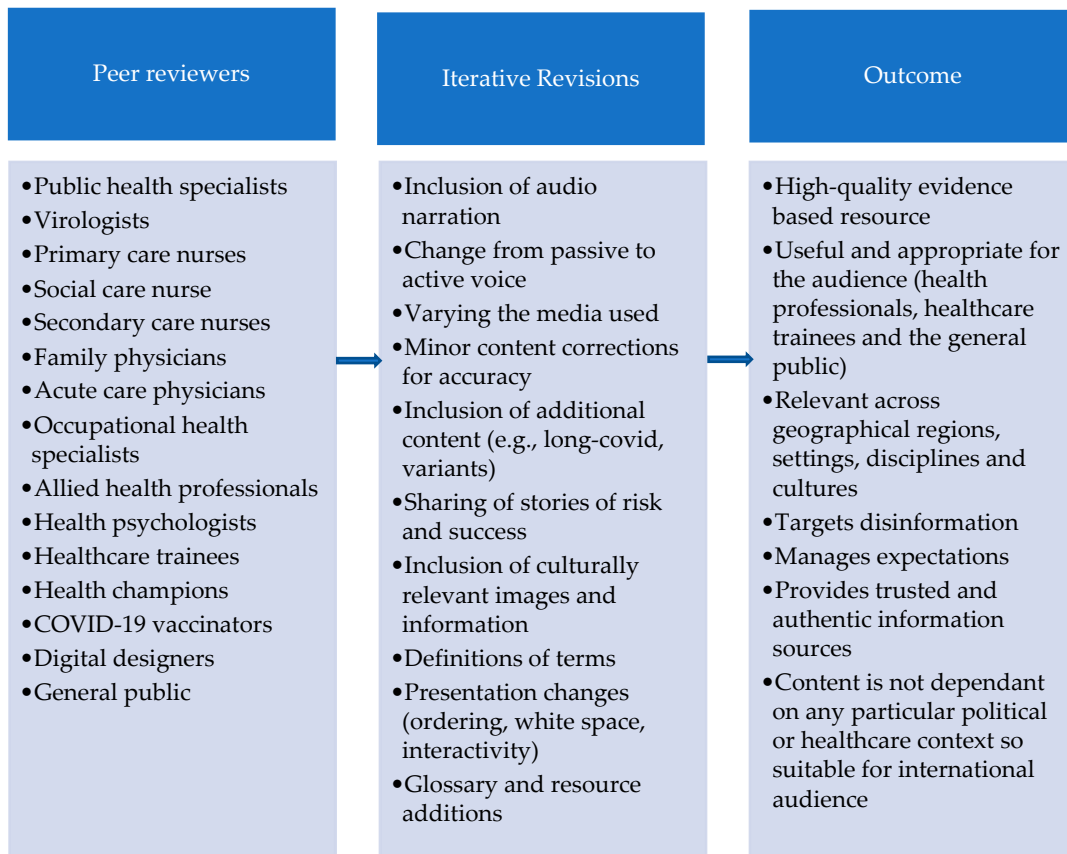 Peer reviewers
•Public health specialists
•Virologists
•Primary care nurses
•Social care nurse
•Secondary care nurses
•Family physicians
•Acute care physicians
•Occupational health
specialists
•Allied health professionals
•Health psychologists
•Healthcare trainees
•Health champions
•COVID-19 vaccinators
•Digital designers
•General public
Iterative Revisions
•Inclusion of audio
narration
•Change from passive to
active voice
•Varying the media used
•Minor content corrections
for accuracy
•Inclusion of additional
content (e.g., long-covid,
variants)
•Sharing of stories of risk
and success
•Inclusion of culturally
relevant images and
information
•Definitions of terms
•Presentation changes
(ordering, white space,
interactivity)
•Glossary and resource
additions
Outcome
•High-quality evidence
based resource
•Useful and appropriate for
the audience (health
professionals, healthcare
trainees and the general
public)
•Relevant across
geographical regions,
settings, disciplines and
cultures
•Targets disinformation
•Manages expectations
•Provides trusted and
authentic information
sources
•Content is not dependant
on any particular political
or healthcare context so
suitable for international
audience